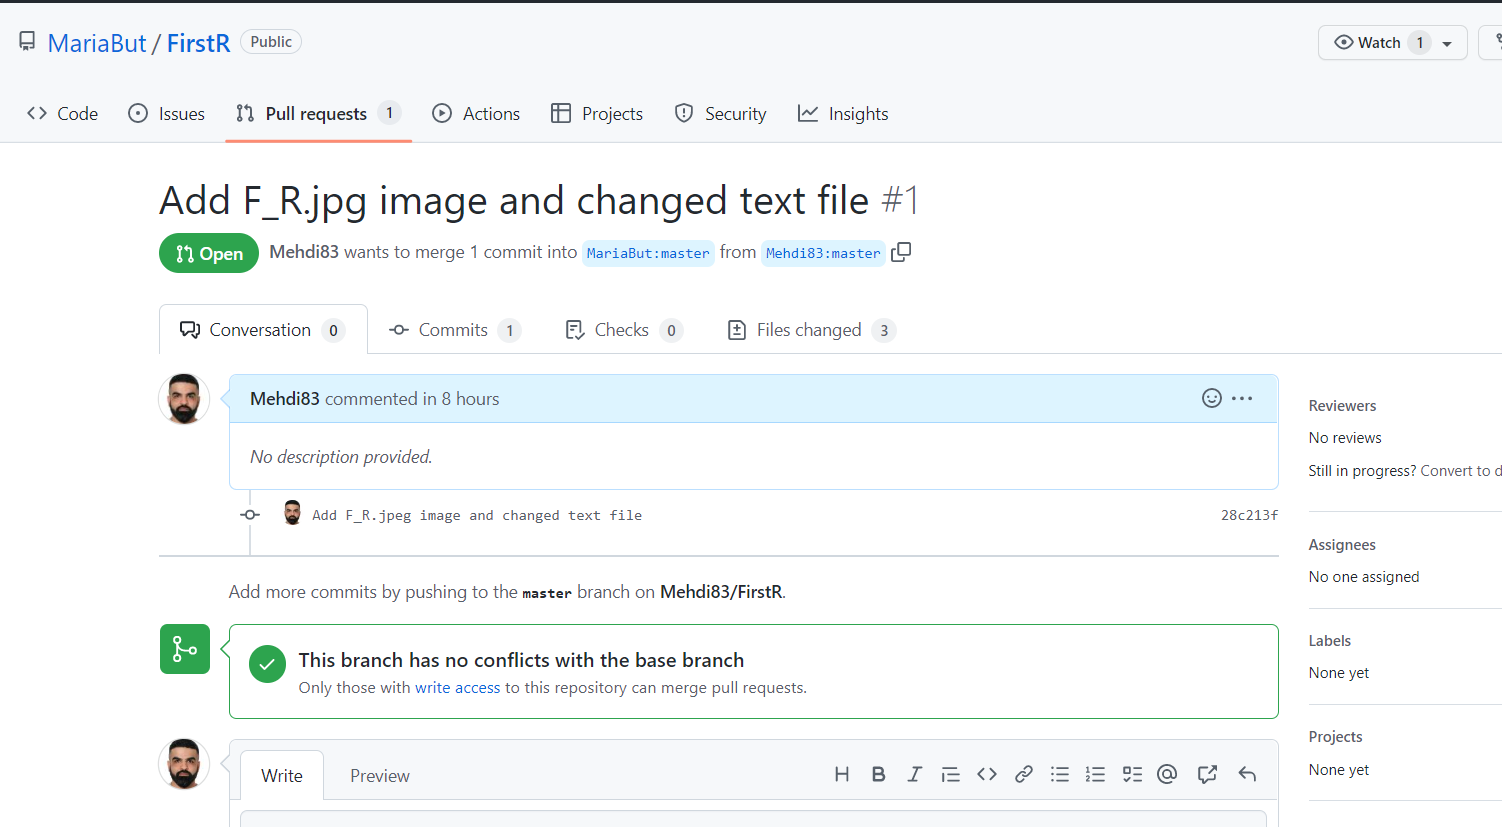 MariaBut / FirstR Public
Watch 1
Code Issues Pull requests 1 Actions Projects Security Insights
Add F_R.jpg image and changed text file #1
Open Mehdi83 wants to merge 1 commit into MariaBut:master from Mehdi83:master
Conversation 0 Commits 1 Checks 0 Files changed 3
Mehdi83 commented in 8 hours
No description provided.
Add F_R.jpeg image and changed text file 28c213f
Add more commits by pushing to the master branch on Mehdi83/FirstR.
This branch has no conflicts with the base branch
Only those with write access to this repository can merge pull requests.
Write Preview
Reviewers
No reviews
Still in progress? Convert to d
Assignees
No one assigned
Labels
None yet
Projects
None yet